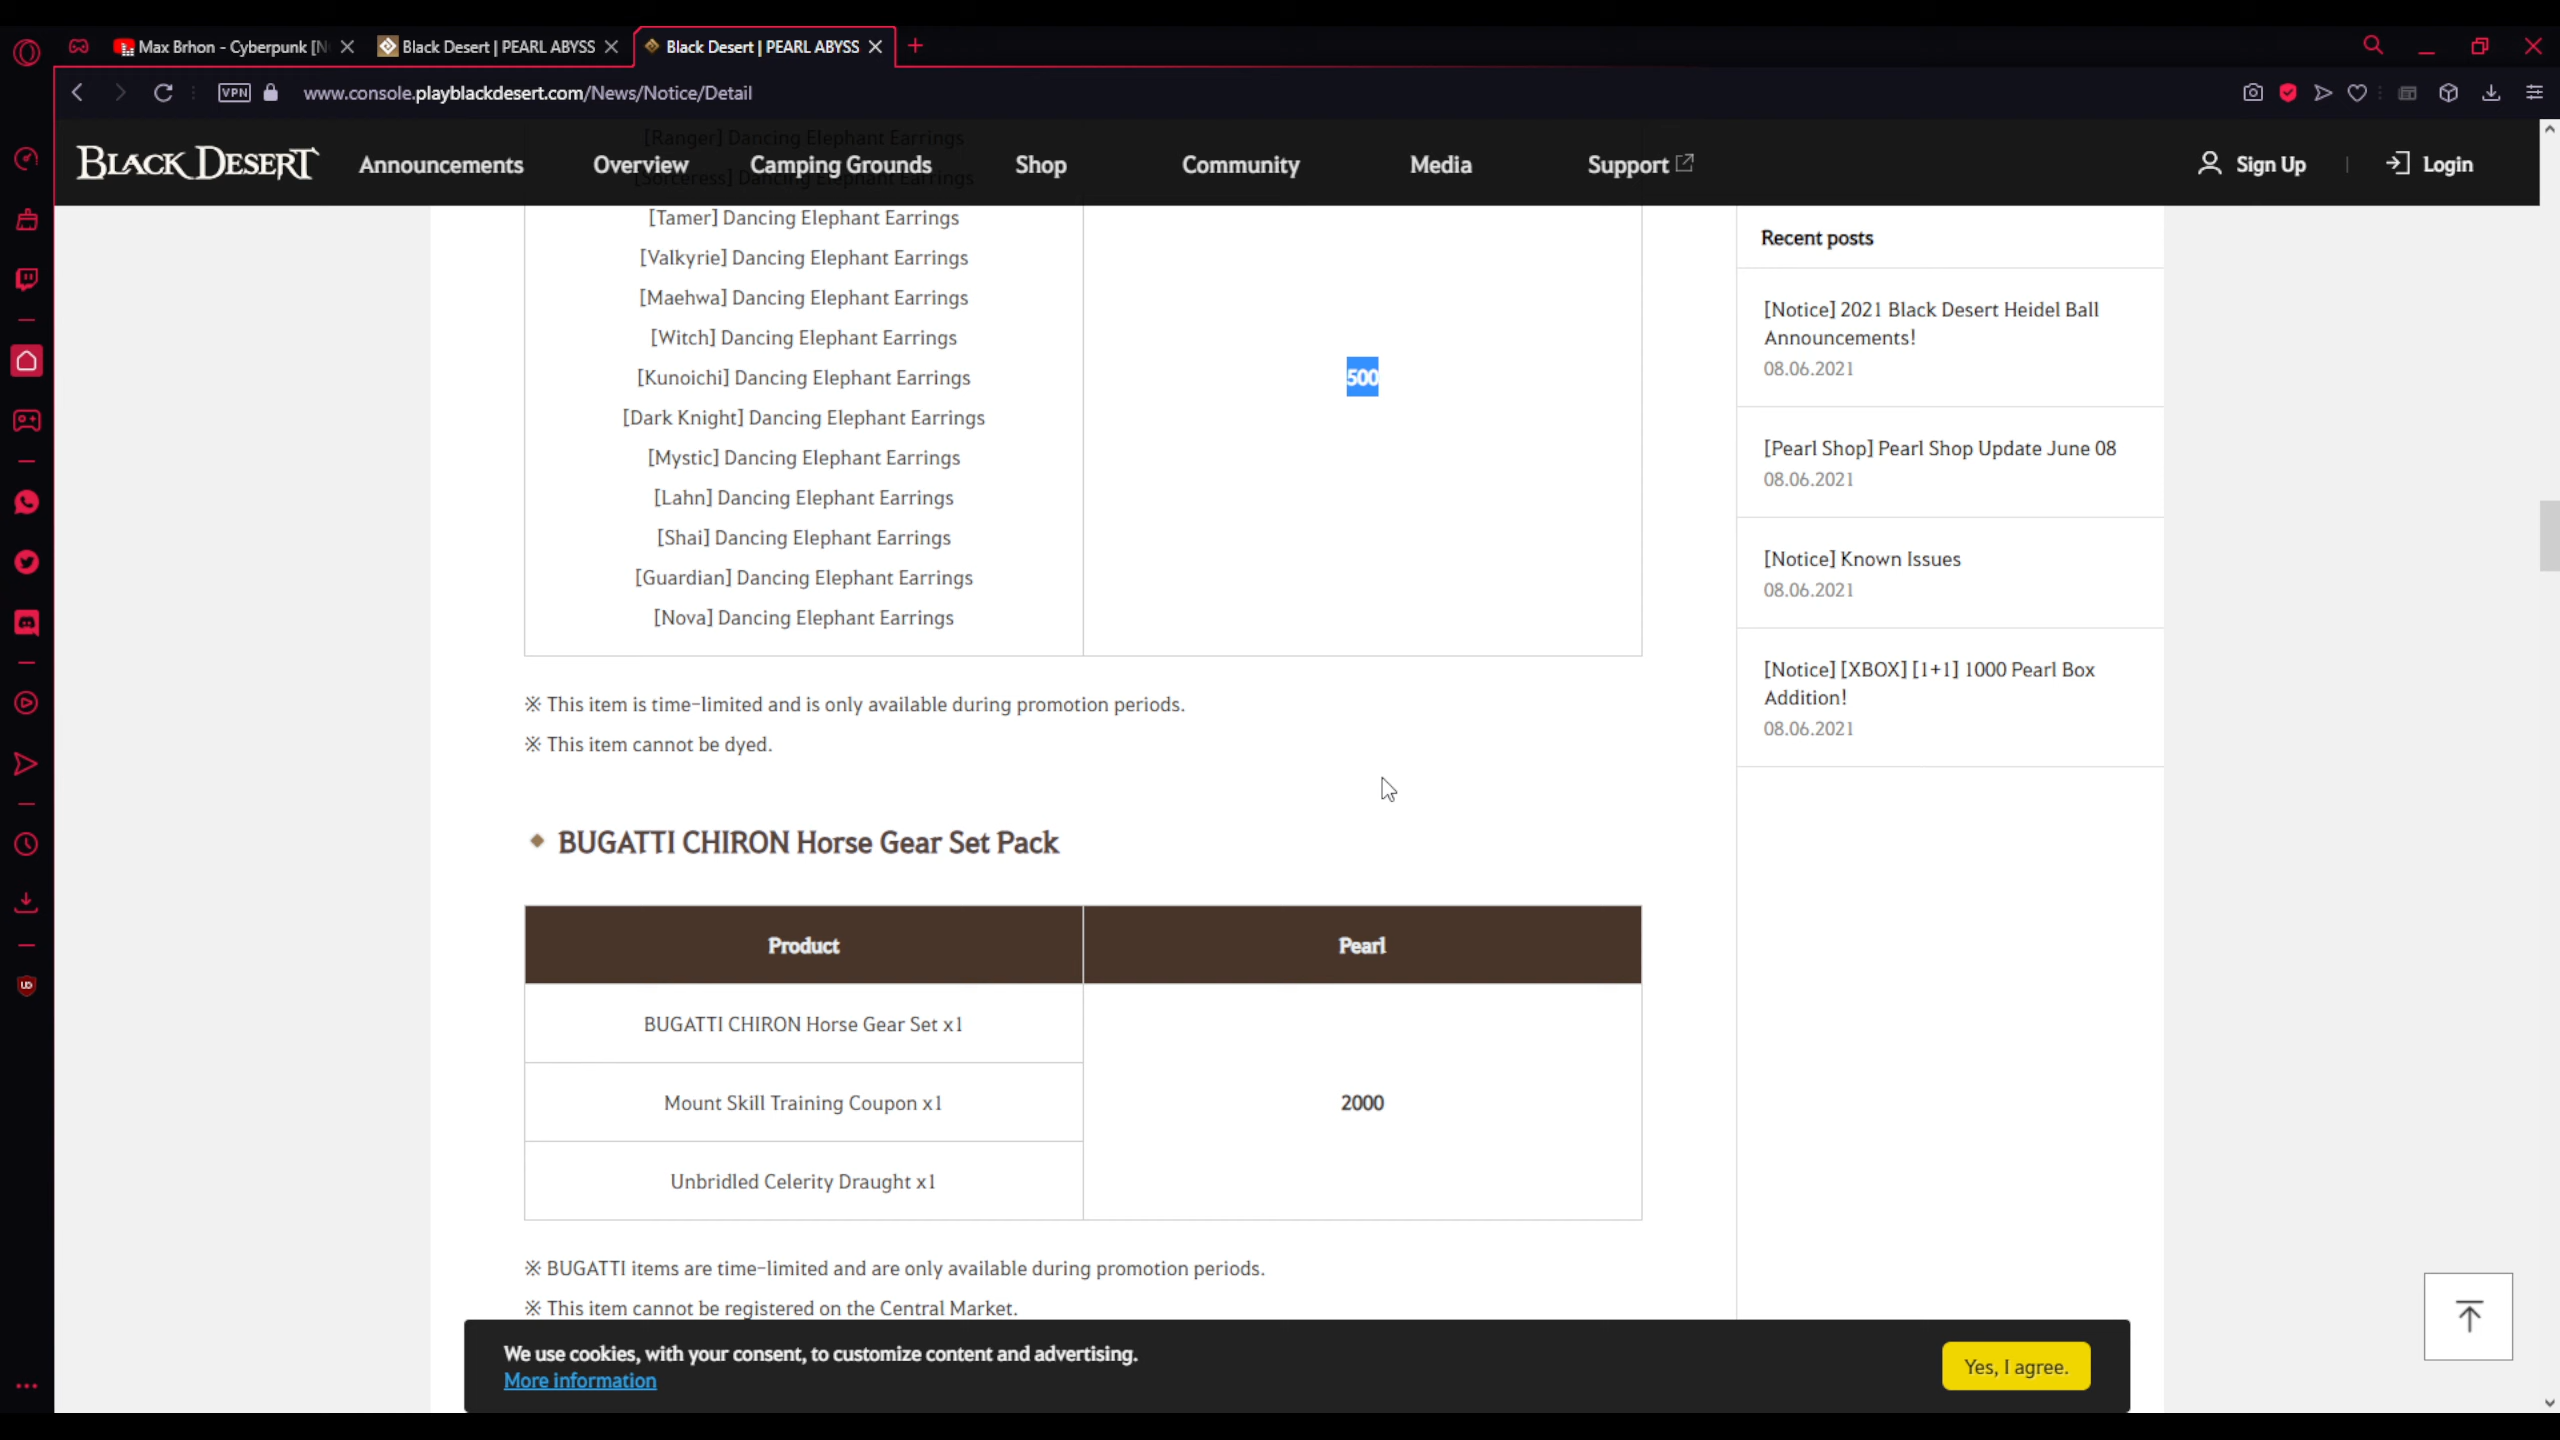 Max Brhon - Cyberpunk [N
Black Desert | PEARL ABYSS
Black Desert | PEARL ABYSS
VPN
www.console.playblackdesert.com/News/Notice/Detail
[Ranger] Dancing Elephant Earrings
BLACK DESERT
Announcements
Overview
Camping Grounds
Shop
Community
Media
Support
Sign Up
Login
[Sorceress] Dancing Elephant Earrings
[Tamer] Dancing Elephant Earrings
[Valkyrie] Dancing Elephant Earrings
[Maehwa] Dancing Elephant Earrings
[Witch] Dancing Elephant Earrings
[Kunoichi] Dancing Elephant Earrings
[Dark Knight] Dancing Elephant Earrings
[Mystic] Dancing Elephant Earrings
[Lahn] Dancing Elephant Earrings
[Shai] Dancing Elephant Earrings
[Guardian] Dancing Elephant Earrings
[Nova] Dancing Elephant Earrings
500
※ This item is time-limited and is only available during promotion periods.
※ This item cannot be dyed.
BUGATTI CHIRON Horse Gear Set Pack
Product
Pearl
BUGATTI CHIRON Horse Gear Set x1
Mount Skill Training Coupon x1
Unbridled Celerity Draught x1
2000
※ BUGATTI items are time-limited and are only available during promotion periods.
※ This item cannot be registered on the Central Market.
Recent posts
[Notice] 2021 Black Desert Heidel Ball
Announcements!
08.06.2021
[Pearl Shop] Pearl Shop Update June 08
08.06.2021
[Notice] Known Issues
08.06.2021
[Notice] [XBOX] [1+1] 1000 Pearl Box
Addition!
08.06.2021
We use cookies, with your consent, to customize content and advertising.
More information
Yes, I agree.